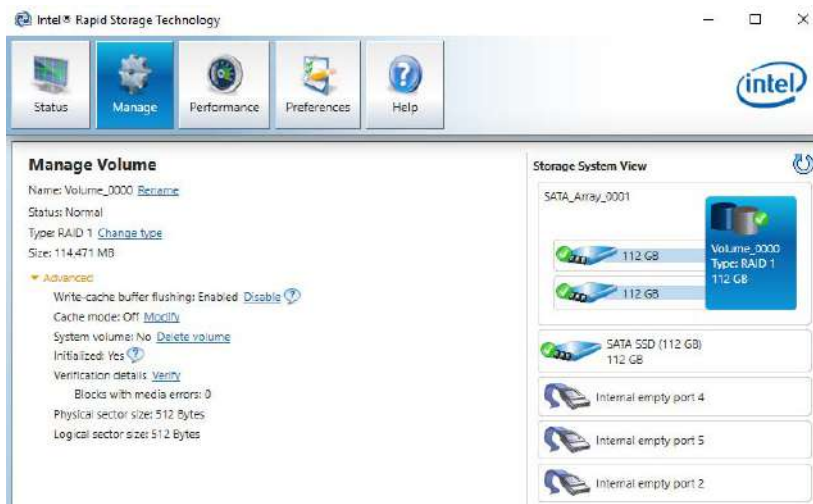 Intel® Rapid Storage Technology
Status
Manage
Performance
Preferences
Help
intel
Manage Volume
Name: Volume_0000 Rename
Status: Normal
Type: RAID 1 Change type
Size: 114,471 MB
Advanced
Write-cache buffer flushing: Enabled Disable ?
Cache mode: Off Modify
System volume: No Delete volume
Initialized: Yes ?
Verification details Verify
Blocks with media errors: 0
Physical sector size: 512 Bytes
Logical sector size: 512 Bytes
Storage System View
SATA_Array_0001
112 GB
112 GB
Volume_0000
Type: RAID 1
112 GB
SATA SSD (112 GB)
112 GB
Internal empty port 4
Internal empty port 5
Internal empty port 2